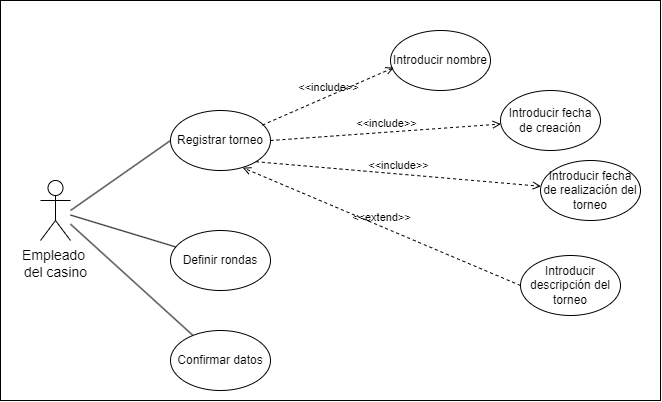 Introducir nombre
<<include>>
Introducir fecha
de creación
<<include>>
Registrar torneo
<<include>>
Introducir fecha
de realización del
torneo
<<extend>>
Empleado
del casino
Definir rondas
Introducir
descripción del
torneo
Confirmar datos